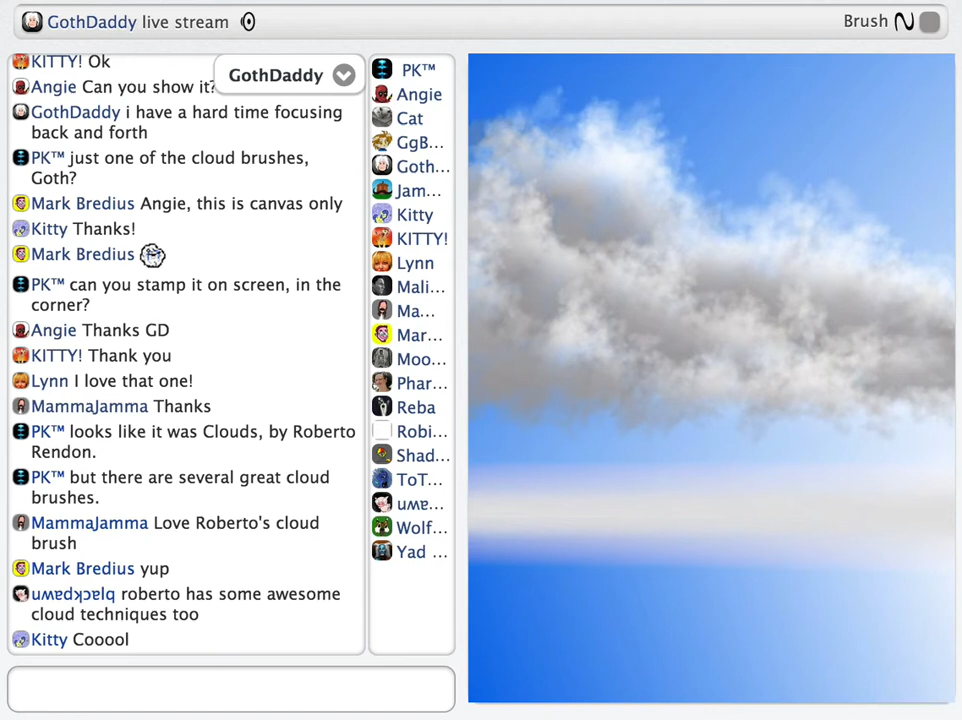 GothDaddy live stream
Brush
KITTY! Ok
GothDaddy
Angie Can you show it?
GothDaddy i have a hard time focusing
back and forth
PK™ just one of the cloud brushes,
Goth?
Mark Bredius Angie, this is canvas only
Kitty Thanks!
Mark Bredius
PK™ can you stamp it on screen, in the
corner?
Angie Thanks GD
KITTY! Thank you
Lynn I love that one!
MammaJamma Thanks
PK™ looks like it was Clouds, by Roberto
Rendon.
PK™ but there are several great cloud
brushes.
MammaJamma Love Roberto's cloud
brush
Mark Bredius yup
uwɐdʞɔɐlq roberto has some awesome
cloud techniques too
Kitty Cooool
PK™
Angie
Cat
GgB...
Goth...
Jam...
Kitty
KITTY!
Lynn
Mali...
Ma...
Mar...
Moo...
Phar...
Reba
Robi...
Shad...
ToT...
uwɐ...
Wolf...
Yad ...